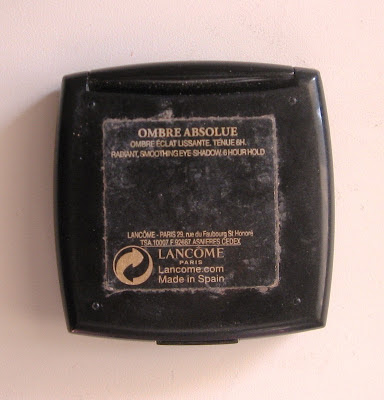 OMBRE ABSOLUE
OMBRE ÉCLAT LISSANTE. TENUE 6H.
RADIANT, SMOOTHING EYE-SHADOW, 6 HOUR HOLD
LANCÔME - PARIS 29, rue du Faubourg St Honoré
TSA 10007 F 92667 ASNIERES CEDEX
LANCÔME
PARIS
Lancome.com
Made in Spain